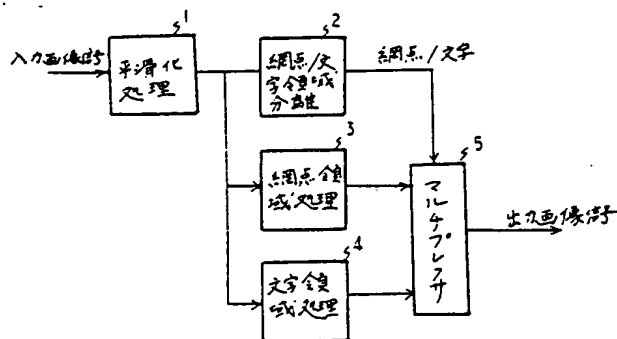 1
入力画像信号
平滑化
処理
2
網点/文
字領域
分離
網点/文字
3
網点領
域処理
4
文字領
域処理
5
マルチプレクサ
出力画像信号